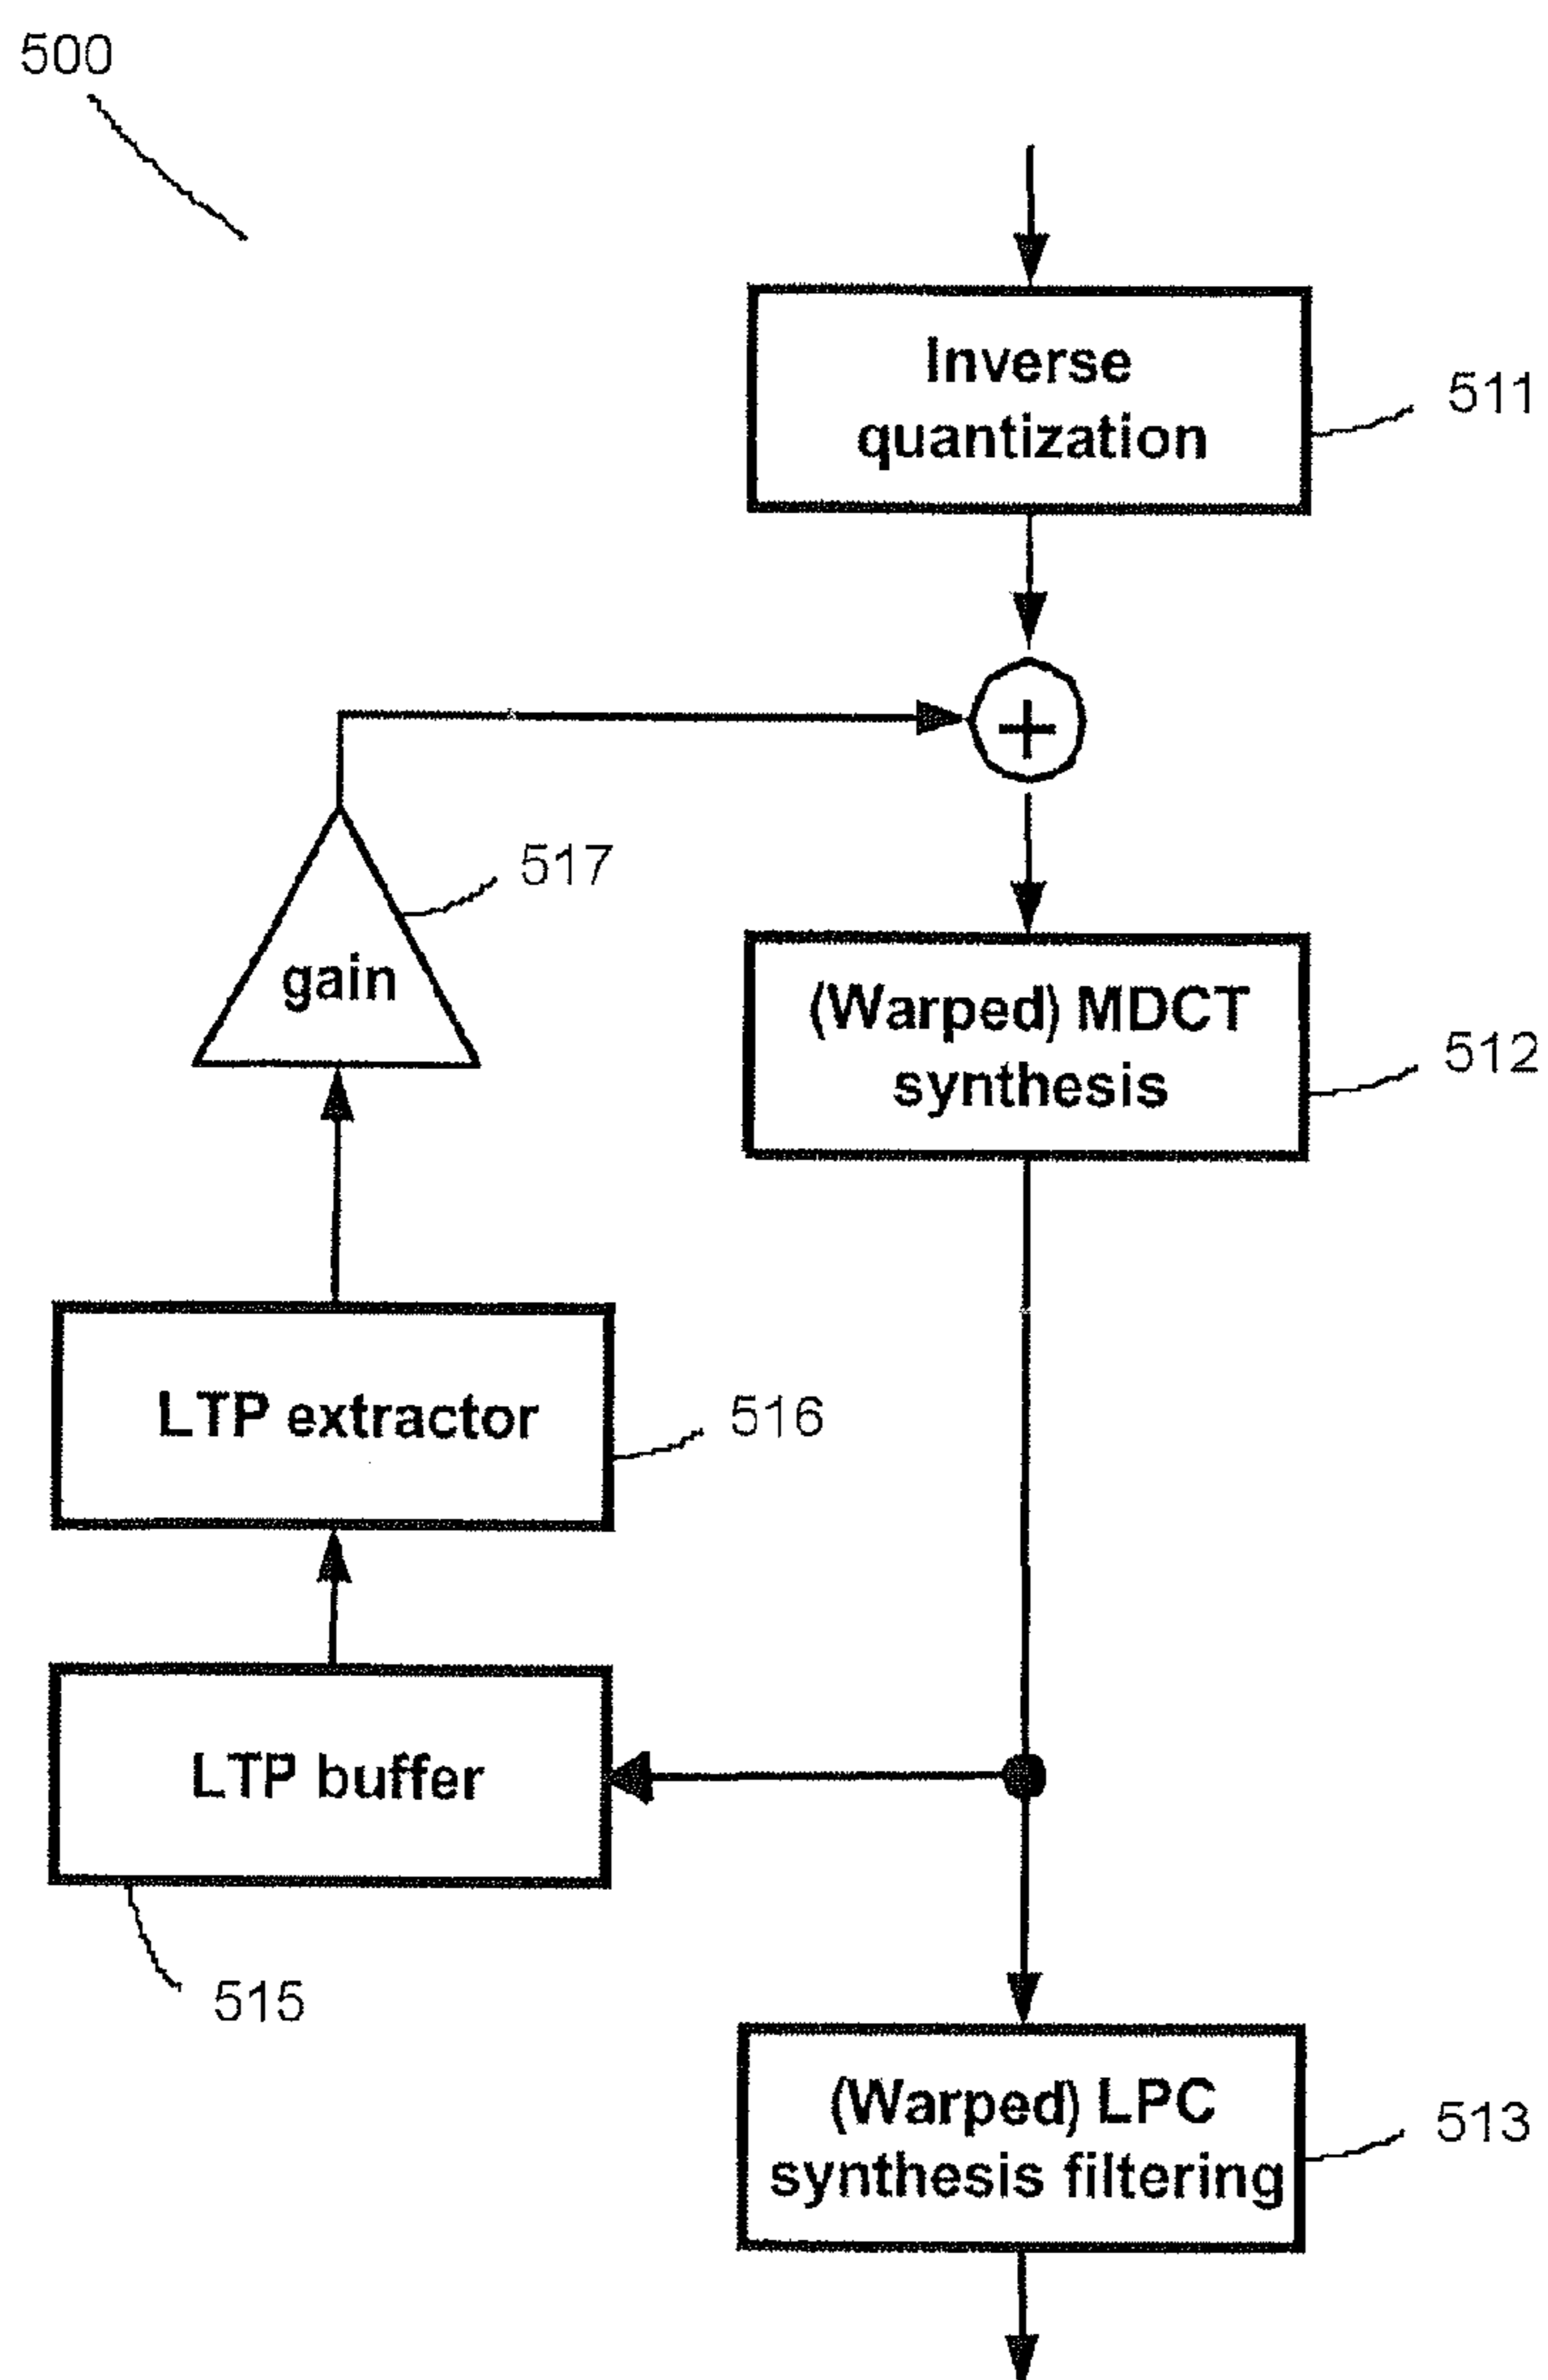 500
Inverse
quantization
511
+
517
gain
(Warped) MDCT
synthesis
512
LTP extractor
516
LTP buffer
515
(Warped) LPC
synthesis filtering
513